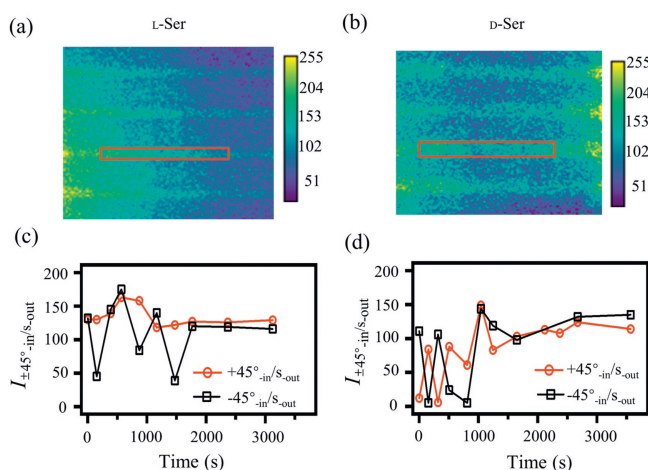 (a) L-Ser
255
204
153
102
51
(b) D-Ser
255
204
153
102
51
(c)
200
150
100
50
0
I±45°-in/s-out
+45°-in/s-out
-45°-in/s-out
0 1000 2000 3000
Time (s)
(d)
200
150
100
50
0
I±45°-in/s-out
+45°-in/s-out
-45°-in/s-out
0 1000 2000 3000
Time (s)